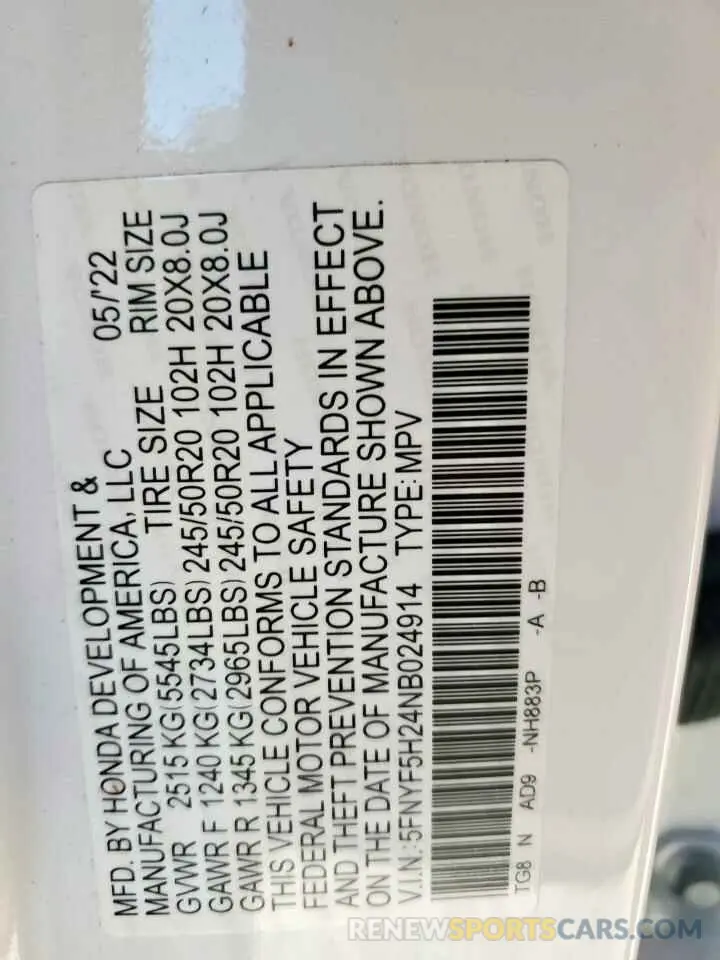 MFD. BY HONDA DEVELOPMENT &
MANUFACTURING OF AMERICA, LLC 05/'22
GVWR 2515 KG(5545LBS) TIRE SIZE RIM SIZE
GAWR F 1240 KG(2734LBS) 245/50R20 102H 20X8.0J
GAWR R 1345 KG(2965LBS) 245/50R20 102H 20X8.0J
THIS VEHICLE CONFORMS TO ALL APPLICABLE
FEDERAL MOTOR VEHICLE SAFETY
AND THEFT PREVENTION STANDARDS IN EFFECT
ON THE DATE OF MANUFACTURE SHOWN ABOVE.
V.I.N.:5FNYF5H24NB024914 TYPE:MPV
TG8 N AD9 -NH883P -A -B
RENEWSPORTSCARS.COM